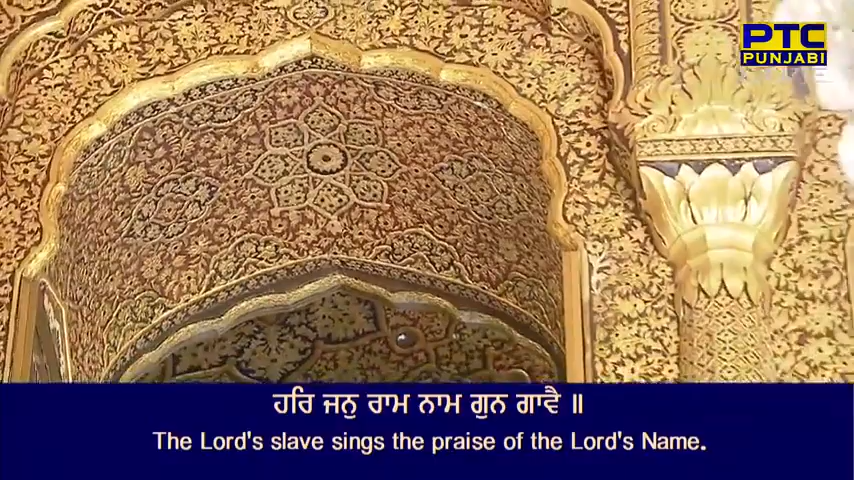 PTC
PUNJABI
ਹਰਿ ਜਨੁ ਰਾਮ ਨਾਮ ਗੁਨ ਗਾਵੈ ॥
The Lord's slave sings the praise of the Lord's Name.